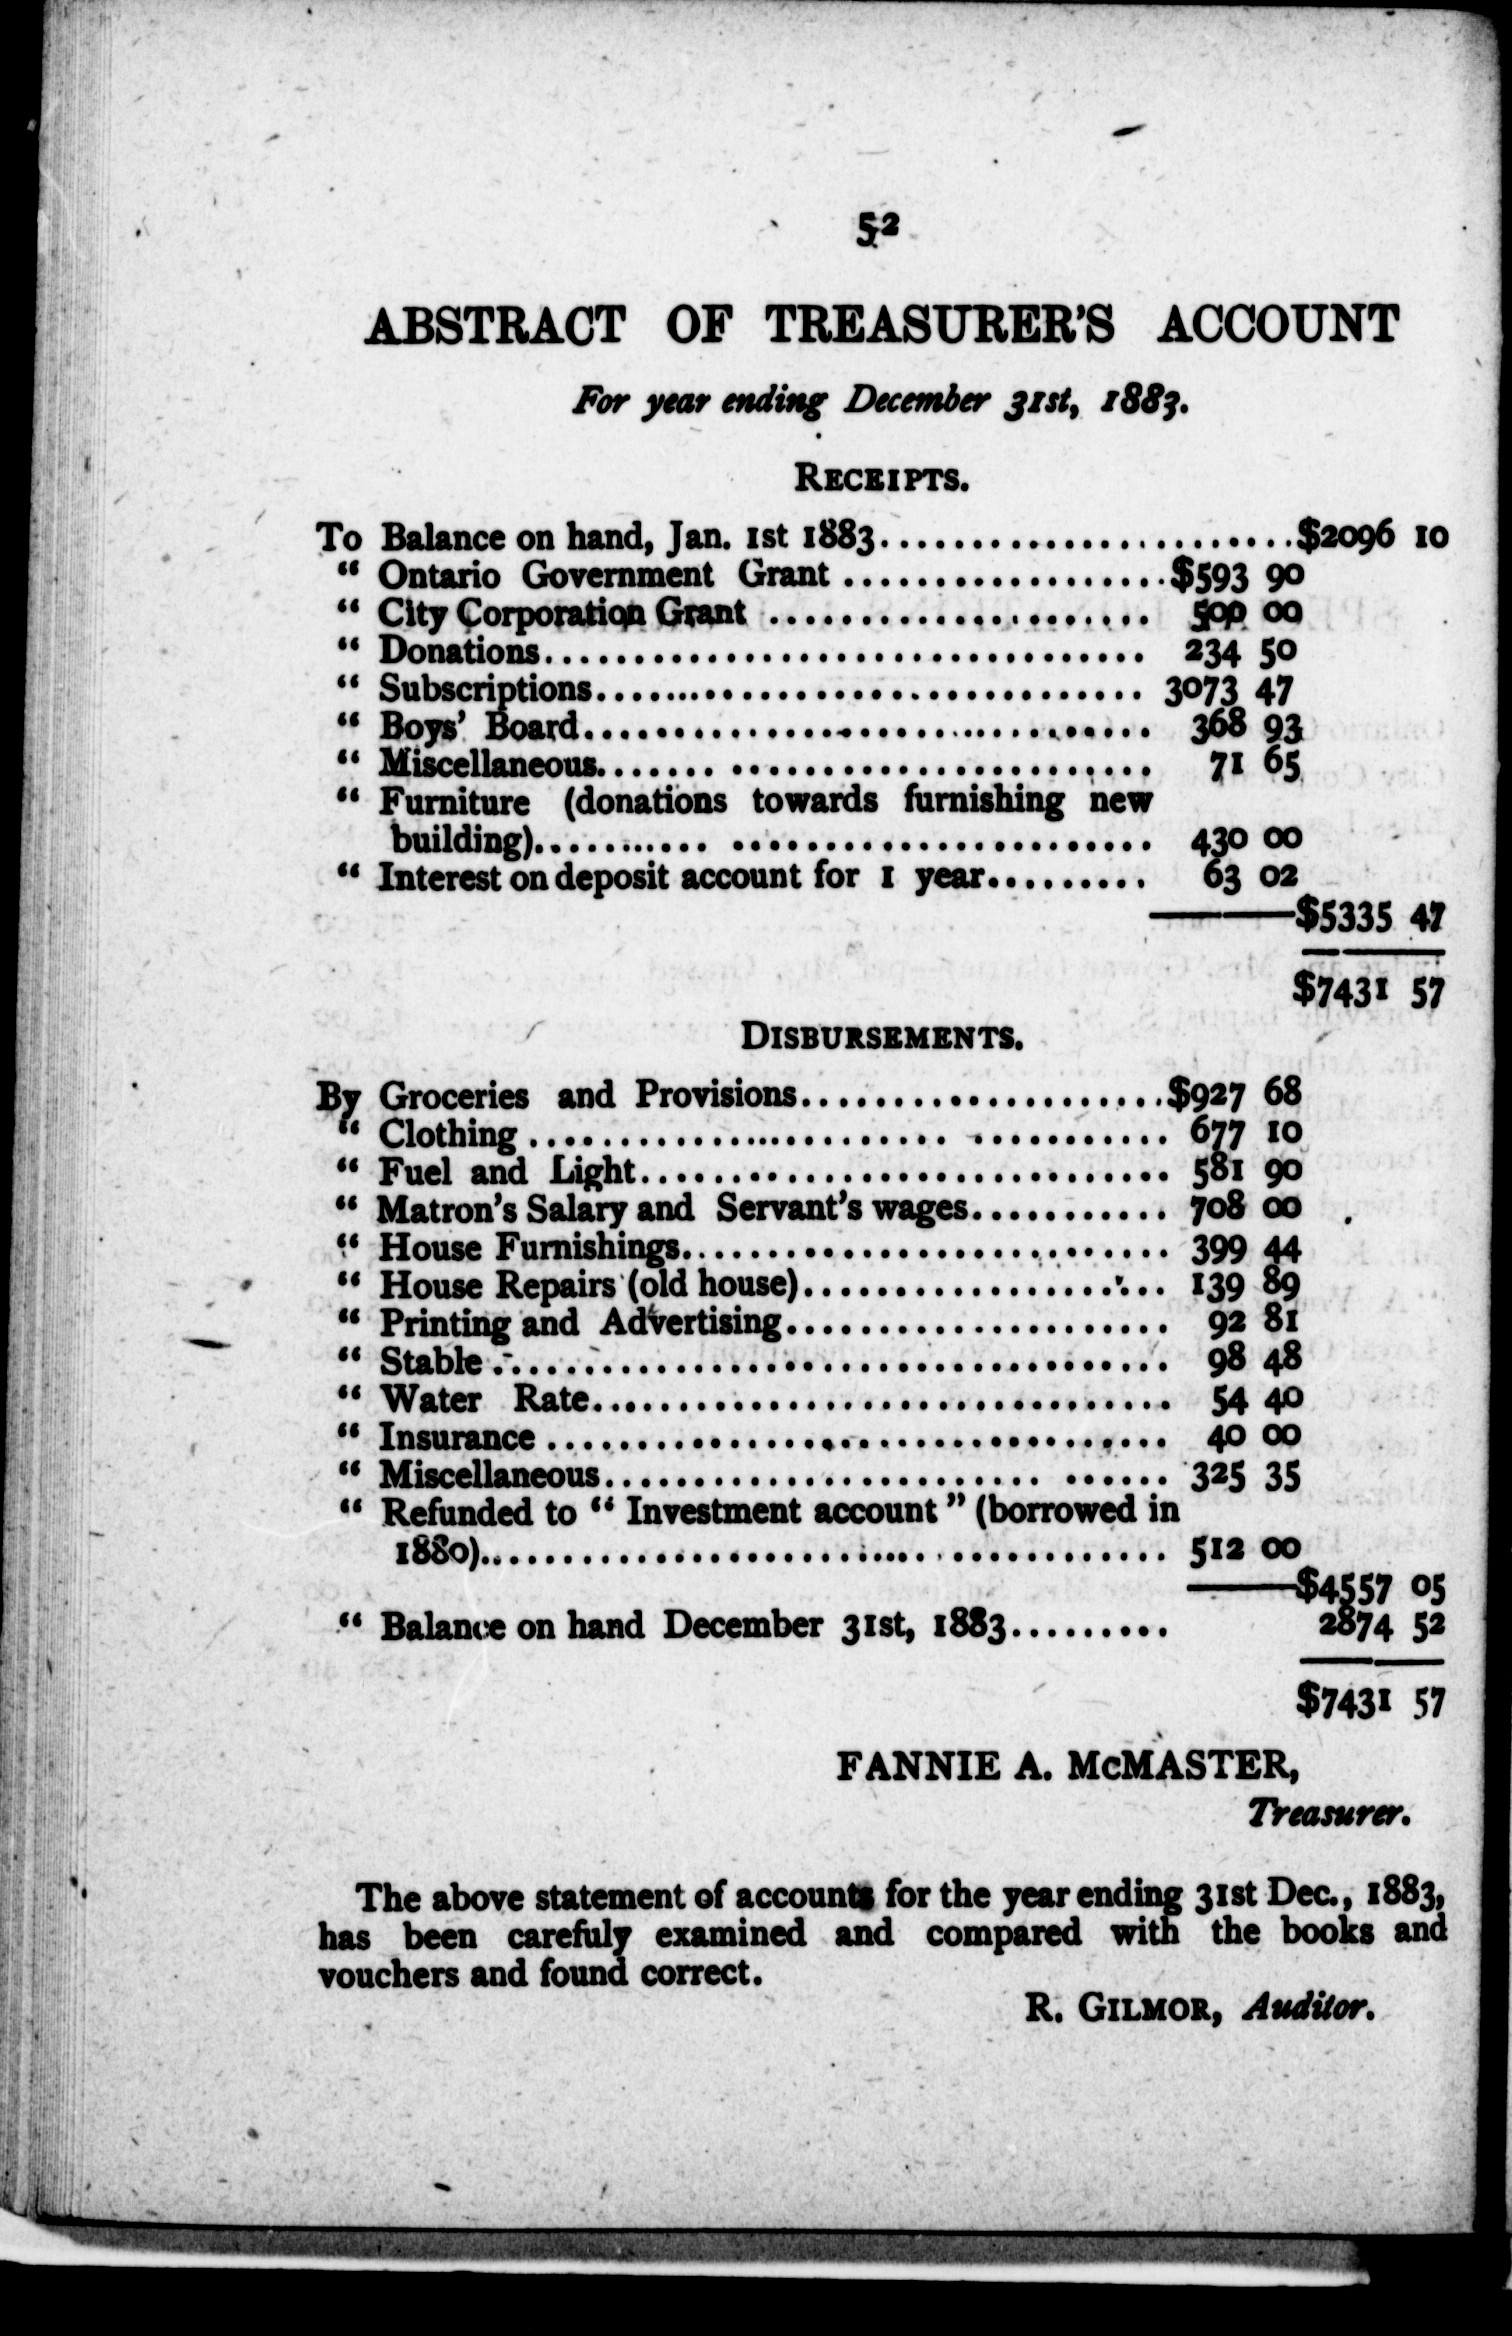 52
ABSTRACT OF TREASURER'S ACCOUNT
For year ending December 31st, 1883.
RECEIPTS.
To Balance on hand, Jan. 1st 1883........................$2096 10
" Ontario Government Grant ..................$593 90
" City Corporation Grant ..................... 500 00
" Donations................................. 234 50
" Subscriptions.............................. 3073 47
" Boys' Board............................... 368 93
" Miscellaneous....... ....................... 71 65
" Furniture (donations towards furnishing new
building).......... ....................... 430 00
" Interest on deposit account for 1 year......... 63 02
$5335 47
$7431 57
DISBURSEMENTS.
By Groceries and Provisions....................$927 68
" Clothing ........................ ........... 677 10
" Fuel and Light............................. 581 90
" Matron's Salary and Servant's wages........... 708 00
" House Furnishings........................... 399 44
" House Repairs (old house).................... 139 89
" Printing and Advertising..................... 92 81
" Stable ..................................... 98 48
" Water Rate................................ 54 40
" Insurance .................................. 40 00
" Miscellaneous........................ ...... 325 35
" Refunded to " Investment account " (borrowed in
1880)..................................... 512 00
$4557 05
" Balance on hand December 31st, 1883......... 2874 52
$7431 57
FANNIE A. McMASTER,
Treasurer.
The above statement of accounts for the year ending 31st Dec., 1883,
has been carefuly examined and compared with the books and
vouchers and found correct.
R. GILMOR, Auditor.